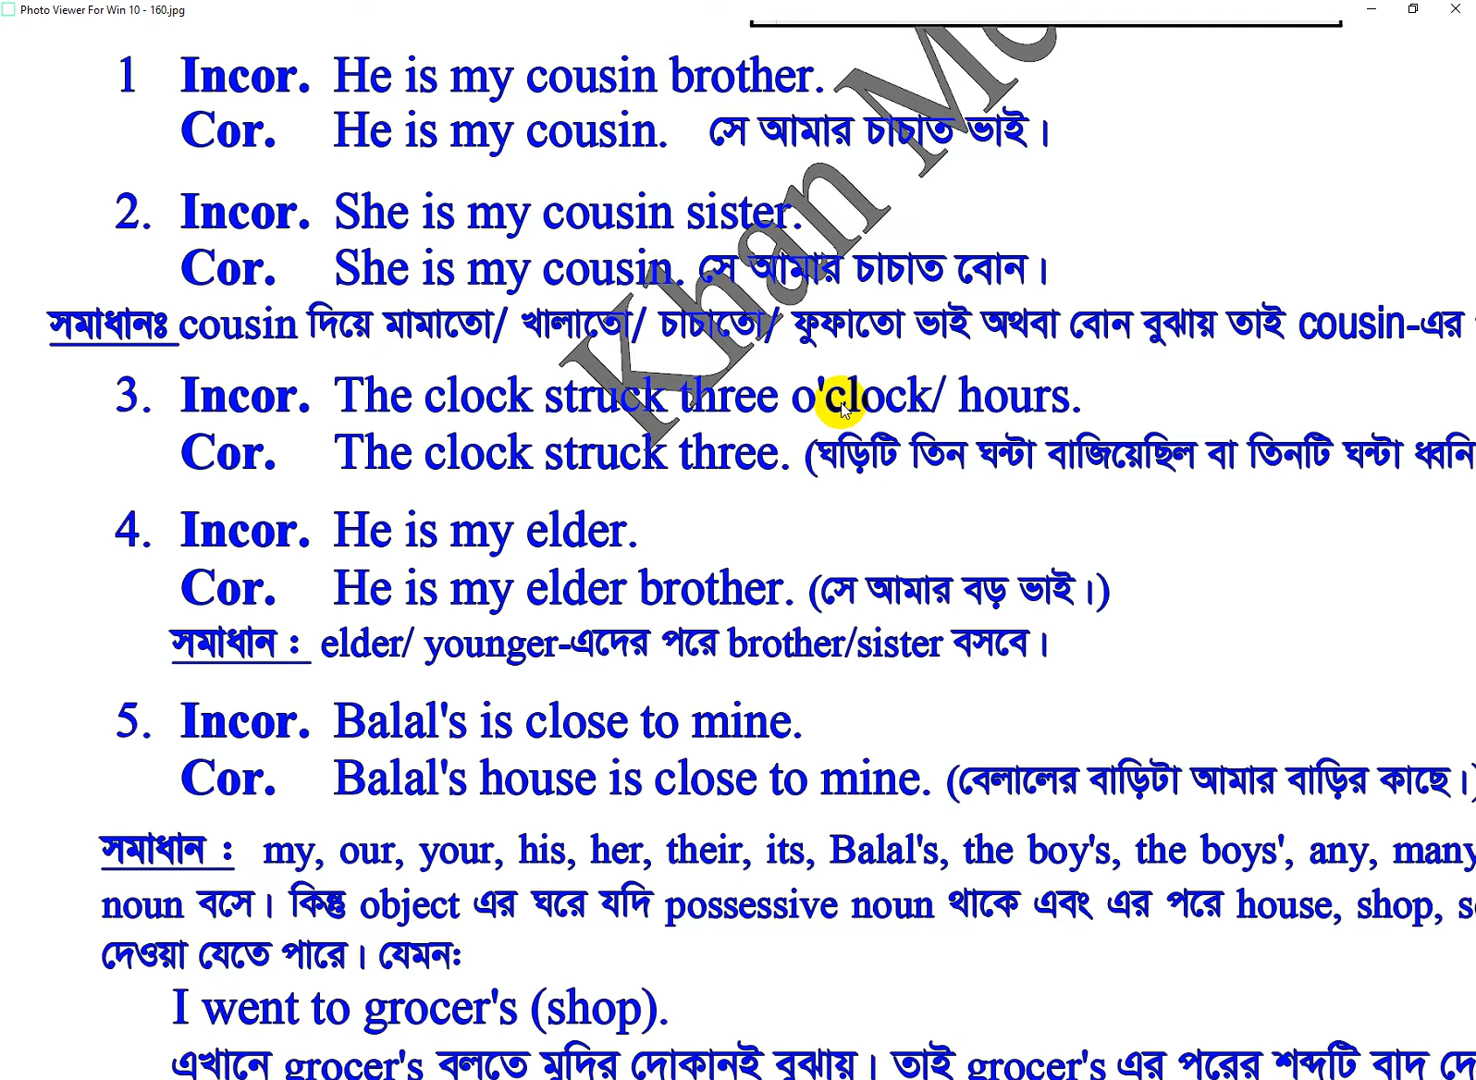 Photo Viewer For Win 10 - 160.jpg
1 Incor. He is my cousin brother.
Cor. He is my cousin. সে আমার চাচাত ভাই।
2. Incor. She is my cousin sister.
Cor. She is my cousin. সে আমার চাচাত বোন।
সমাধানঃ cousin দিয়ে মামাতো/ খালাতো/ চাচাতো/ ফুফাতো ভাই অথবা বোন বুঝায় তাই cousin-এর
3. Incor. The clock struck three o'clock/ hours.
Cor. The clock struck three. (ঘড়িটি তিন ঘন্টা বাজিয়েছিল বা তিনটি ঘন্টা ধ্বনি
4. Incor. He is my elder.
Cor. He is my elder brother. (সে আমার বড় ভাই।)
সমাধান : elder/ younger-এদের পরে brother/sister বসবে।
5. Incor. Balal's is close to mine.
Cor. Balal's house is close to mine. (বেলালের বাড়িটা আমার বাড়ির কাছে।)
সমাধান : my, our, your, his, her, their, its, Balal's, the boy's, the boys', any, many
noun বসে। কিন্তু object এর ঘরে যদি possessive noun থাকে এবং এর পরে house, shop,
দেওয়া যেতে পারে। যেমনঃ
I went to grocer's (shop).
এখানে grocer's বলতে মুদির দোকানই বুঝায়। তাই grocer's এর পরের শব্দটি বাদ
Khan